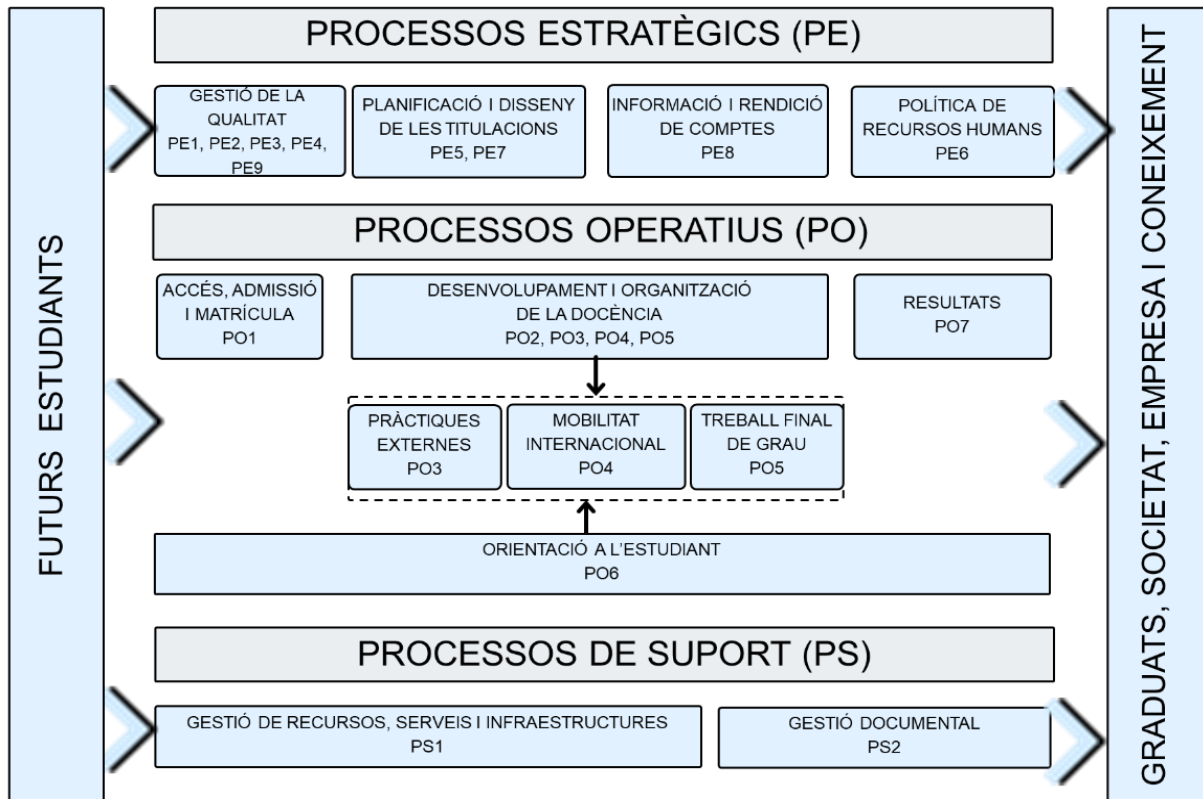 FUTURS ESTUDIANTS
PROCESSOS ESTRATÈGICS (PE)
GESTIÓ DE LA
QUALITAT
PE1, PE2, PE3, PE4,
PE9
PLANIFICACIÓ I DISSENY
DE LES TITULACIONS
PE5, PE7
INFORMACIÓ I RENDICIÓ
DE COMPTES
PE8
POLÍTICA DE
RECURSOS HUMANS
PE6
PROCESSOS OPERATIUS (PO)
ACCÉS, ADMISSIÓ
I MATRÍCULA
PO1
DESENVOLUPAMENT I ORGANITZACIÓ
DE LA DOCÈNCIA
PO2, PO3, PO4, PO5
RESULTATS
PO7
PRÀCTIQUES
EXTERNES
PO3
MOBILITAT
INTERNACIONAL
PO4
TREBALL FINAL
DE GRAU
PO5
ORIENTACIÓ A L'ESTUDIANT
PO6
PROCESSOS DE SUPORT (PS)
GESTIÓ DE RECURSOS, SERVEIS I INFRAESTRUCTURES
PS1
GESTIÓ DOCUMENTAL
PS2
GRADUATS, SOCIETAT, EMPRESA I CONEIXEMENT